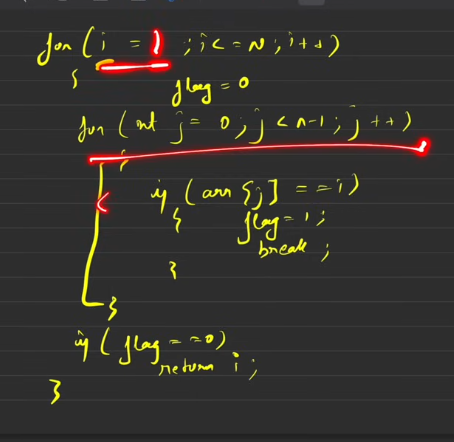 for (i = 1 ; i <= N ; i++)
{
flag = 0
for (int j = 0 ; j < n-1 ; j++)
{
if (arr[j] == i)
{
flag = 1 ;
break ;
}
}
if (flag == 0)
return i ;
}